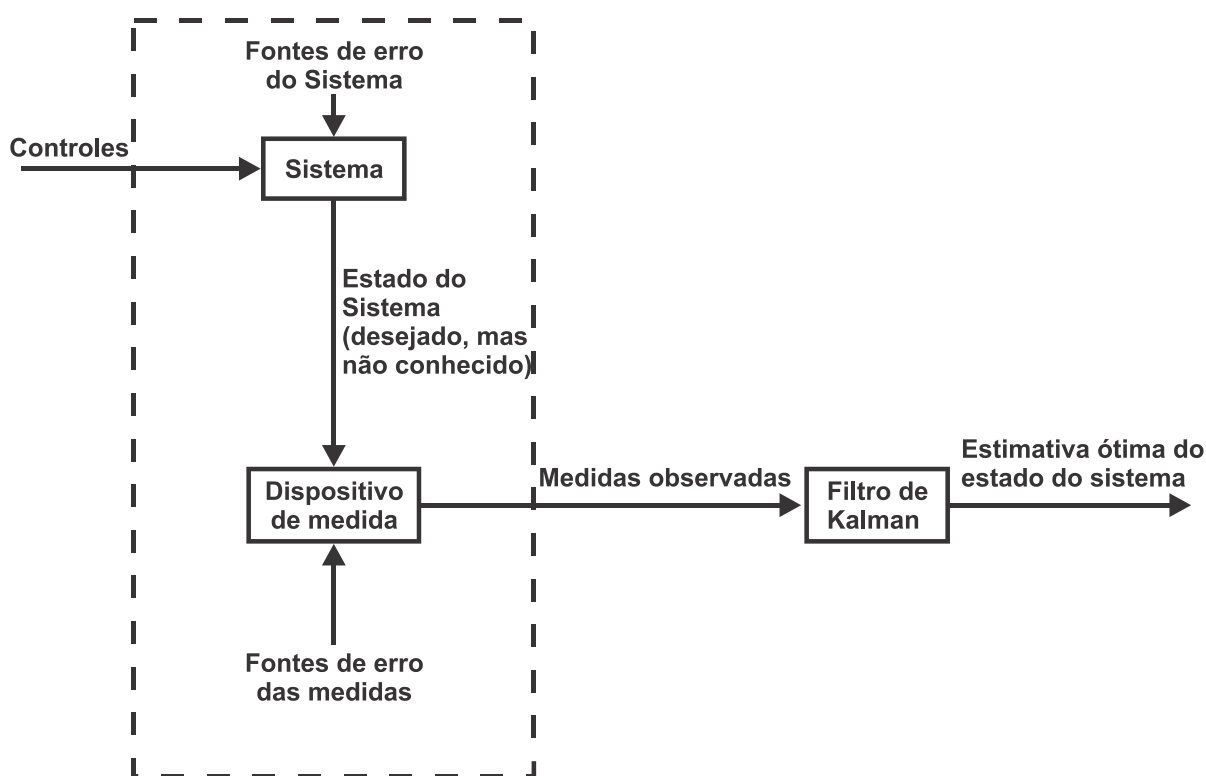 Fontes de erro
do Sistema
Controles
Sistema
Estado do
Sistema
(desejado, mas
não conhecido)
Dispositivo
de medida
Medidas observadas
Filtro de
Kalman
Estimativa ótima do
estado do sistema
Fontes de erro
das medidas